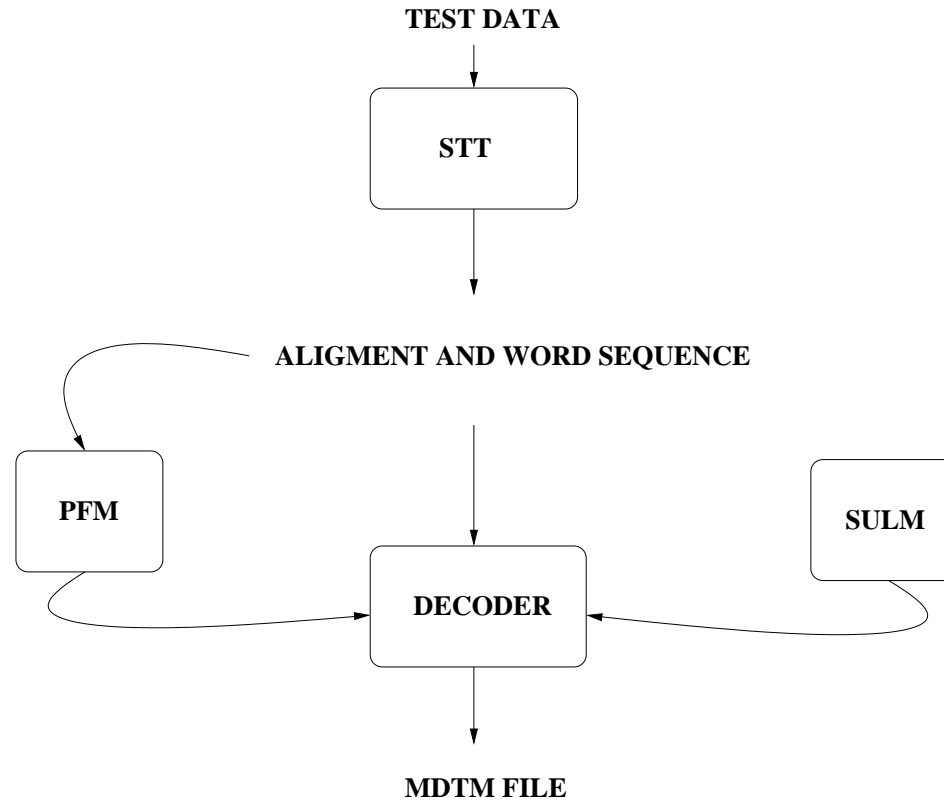 TEST DATA
STT
ALIGMENT AND WORD SEQUENCE
PFM
SULM
DECODER
MDTM FILE